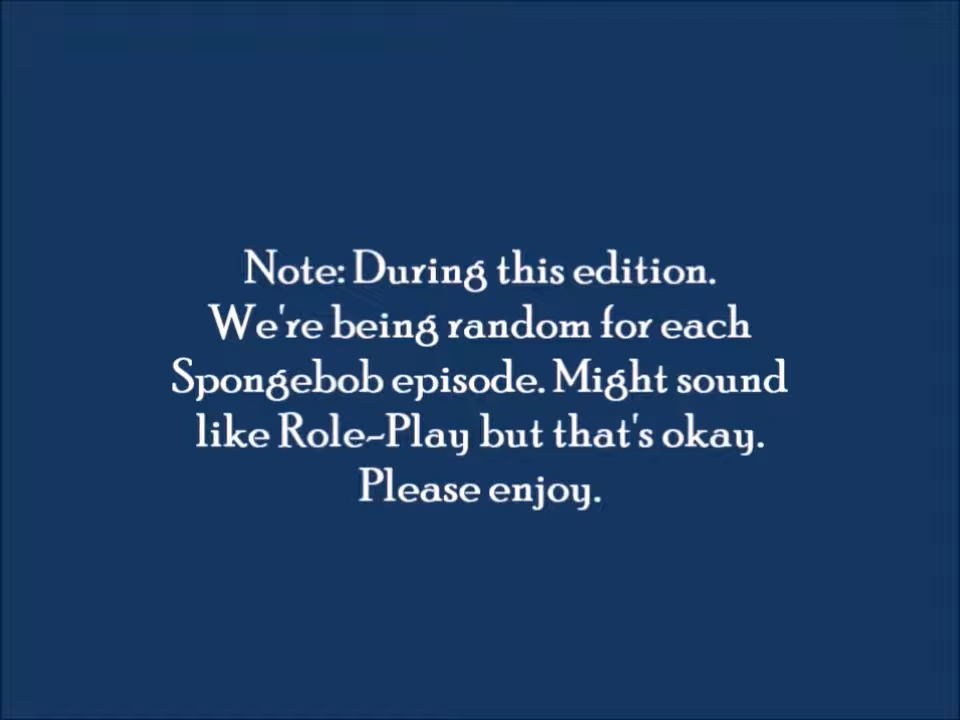 Note: During this edition.
We're being random for each
Spongebob episode. Might sound
like Role-Play but that's okay.
Please enjoy.